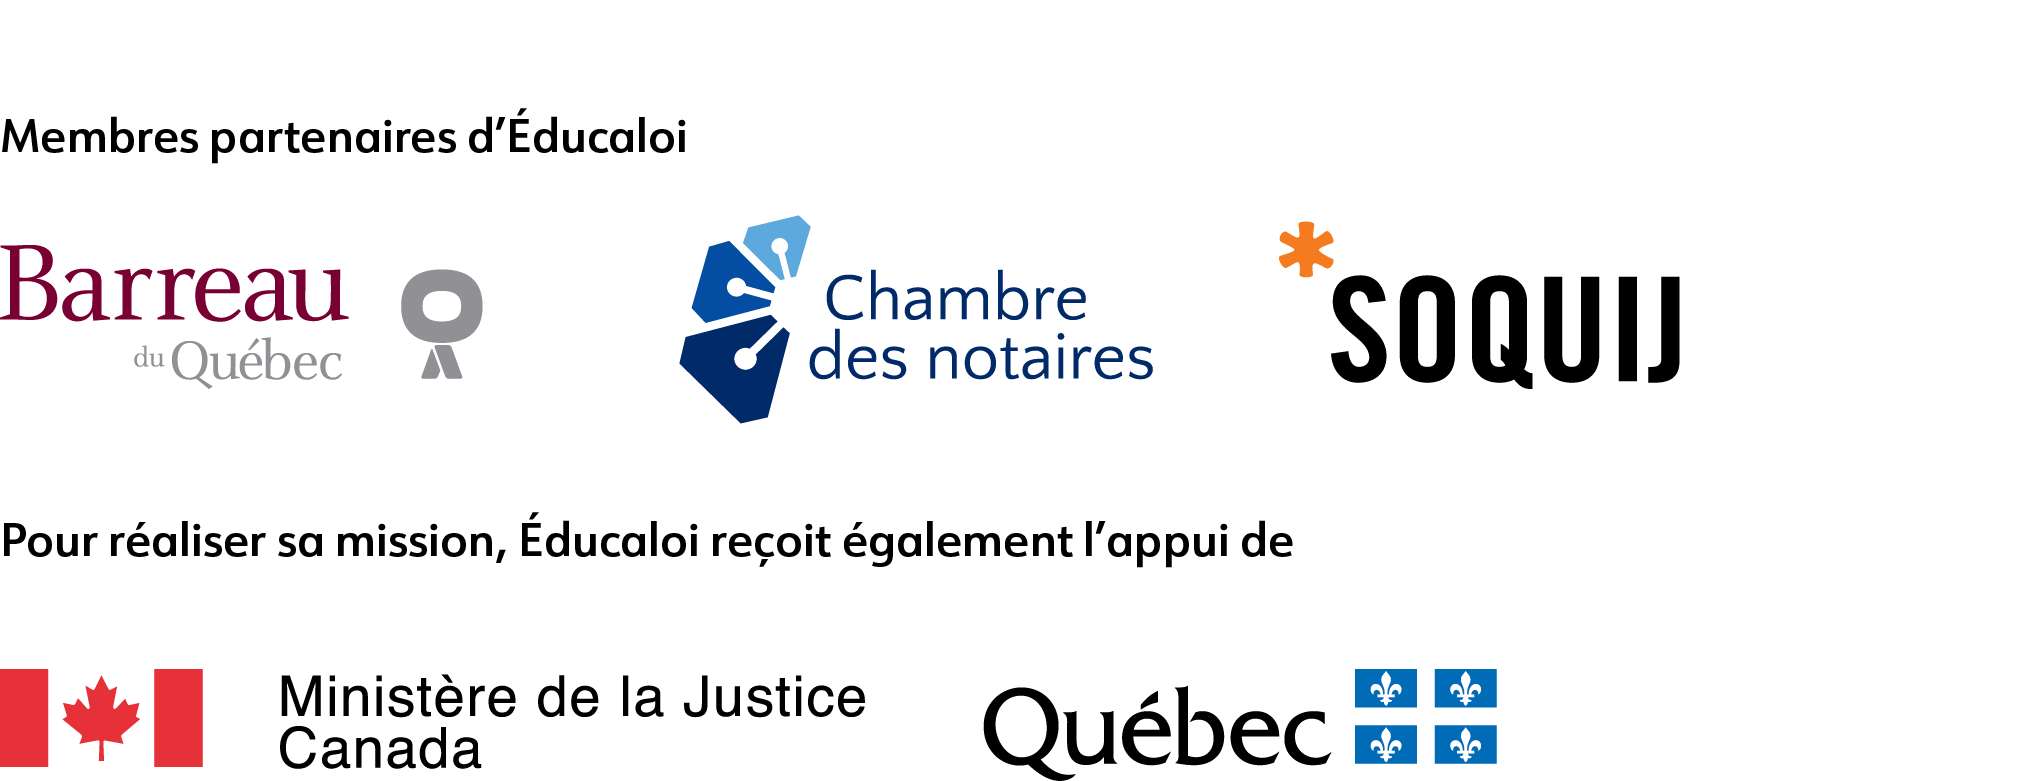 Membres partenaires d’Éducaloi
Barreau
du Québec
Chambre
des notaires
*SOQUIJ
Pour réaliser sa mission, Éducaloi reçoit également l’appui de
Ministère de la Justice
Canada
Québec